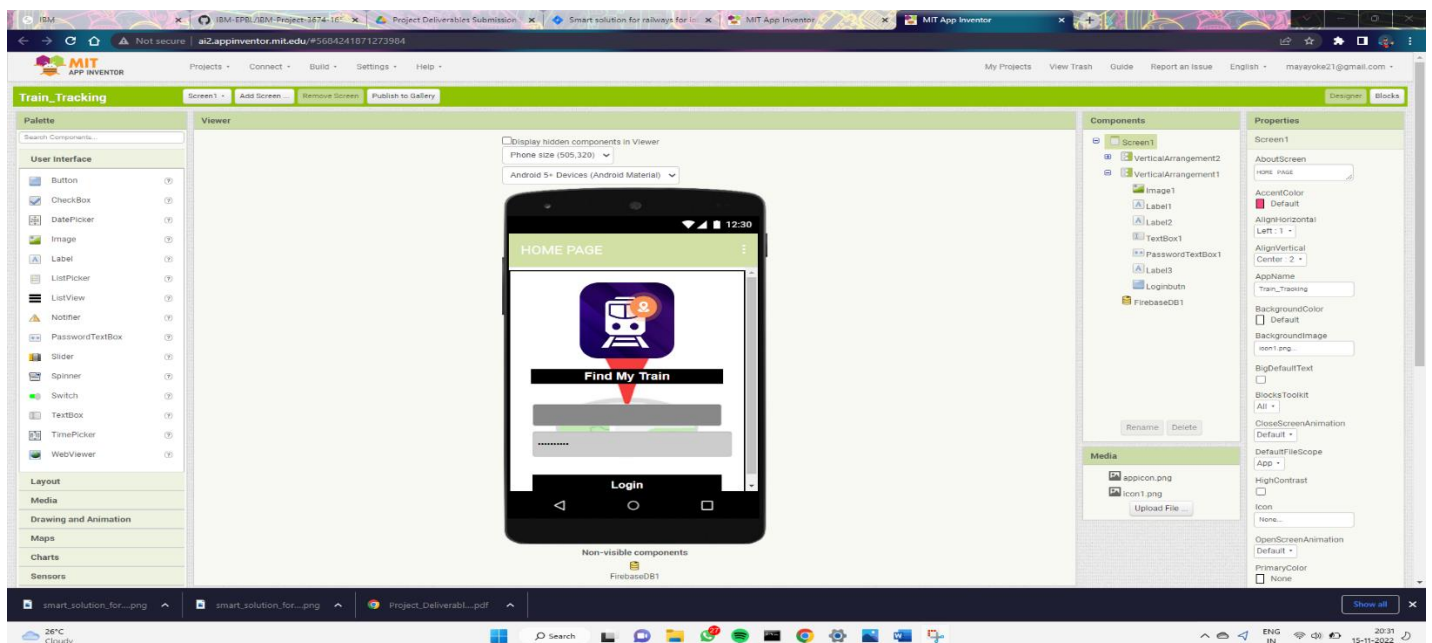 IBM
IBM-EPBL/IBM-Project-3674-16
Project Deliverables Submission
Smart solution for railways for
MIT App Inventor
MIT App Inventor
Not secure
ai2.appinventor.mit.edu/#5684241871273984
MIT
APP INVENTOR
Projects
Connect
Build
Settings
Help
My Projects
View Trash
Guide
Report an Issue
English
mayayoke21@gmail.com
Train_Tracking
Screen1
Add Screen ...
Remove Screen
Publish to Gallery
Designer
Blocks
Palette
Search Components...
User Interface
Button
CheckBox
DatePicker
Image
Label
ListPicker
ListView
Notifier
PasswordTextBox
Slider
Spinner
Switch
TextBox
TimePicker
WebViewer
Layout
Media
Drawing and Animation
Maps
Charts
Sensors
Viewer
Display hidden components in Viewer
Phone size (505,320)
Android 5+ Devices (Android Material)
12:30
HOME PAGE
Find My Train
Login
Non-visible components
FirebaseDB1
Components
Screen1
VerticalArrangement2
VerticalArrangement1
Image1
Label1
Label2
TextBox1
PasswordTextBox1
Label3
Loginbutn
FirebaseDB1
Rename
Delete
Media
appicon.png
icon1.png
Upload File ...
Properties
Screen1
AboutScreen
HOME PAGE
AccentColor
Default
AlignHorizontal
Left : 1
AlignVertical
Center : 2
AppName
Train_Tracking
BackgroundColor
Default
BackgroundImage
icon1.png...
BigDefaultText
BlocksToolkit
All
CloseScreenAnimation
Default
DefaultFileScope
App
HighContrast
Icon
None...
OpenScreenAnimation
Default
PrimaryColor
None
smart_solution_for....png
smart_solution_for....png
Project_Deliverabl....pdf
Show all
26°C
Cloudy
Search
27
ENG
IN
20:31
15-11-2022